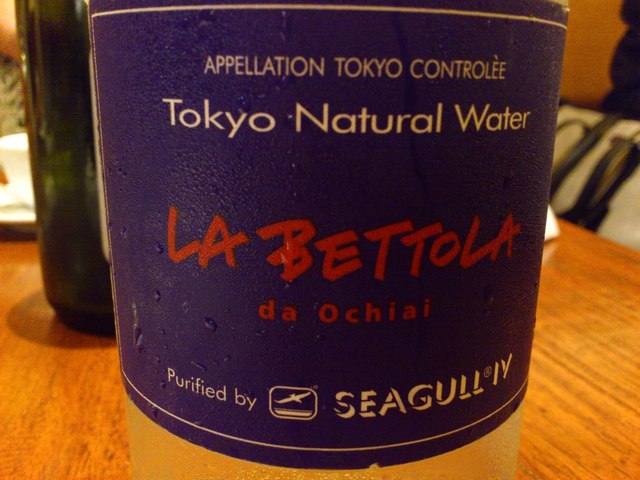 APPELLATION TOKYO CONTROLÈE
Tokyo Natural Water
LA BETTOLA
da Ochiai
Purified by SEAGULL® IV